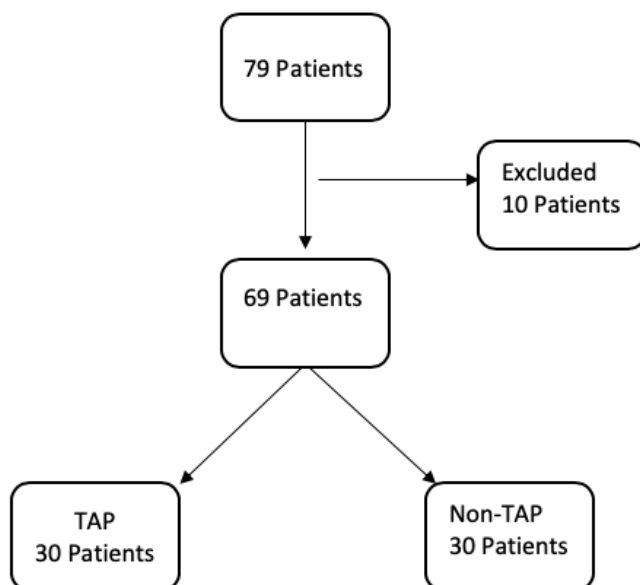 79 Patients
Excluded
10 Patients
69 Patients
TAP
30 Patients
Non-TAP
30 Patients